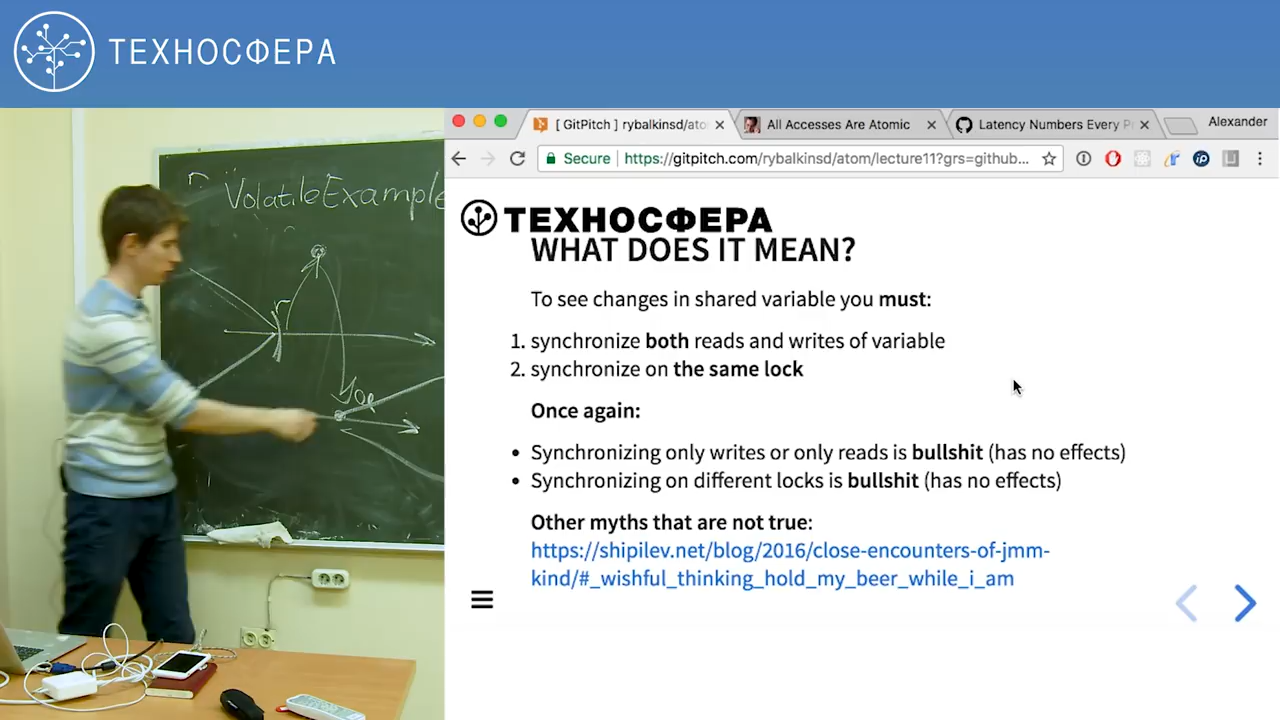 ТЕХНОСФЕРА
VolatileExample
r
[ GitPitch ] rybalkinsd/ato
All Accesses Are Atomic
Latency Numbers Every P
Alexander
Secure
https://gitpitch.com/rybalkinsd/atom/lecture11?grs=github...
ТЕХНОСФЕРА
WHAT DOES IT MEAN?
To see changes in shared variable you must:
1. synchronize both reads and writes of variable
2. synchronize on the same lock
Once again:
• Synchronizing only writes or only reads is bullshit (has no effects)
• Synchronizing on different locks is bullshit (has no effects)
Other myths that are not true:
https://shipilev.net/blog/2016/close-encounters-of-jmm-
kind/#_wishful_thinking_hold_my_beer_while_i_am